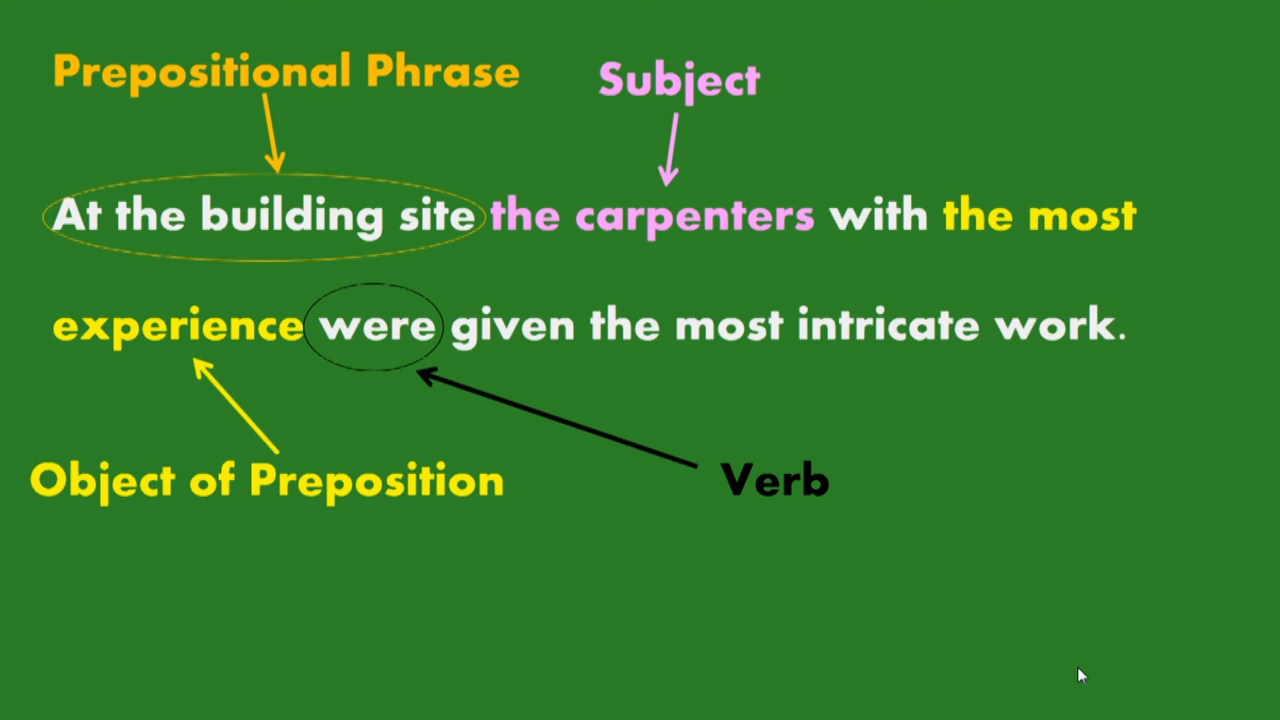 Prepositional Phrase
Subject
At the building site the carpenters with the most
experience were given the most intricate work.
Object of Preposition
Verb